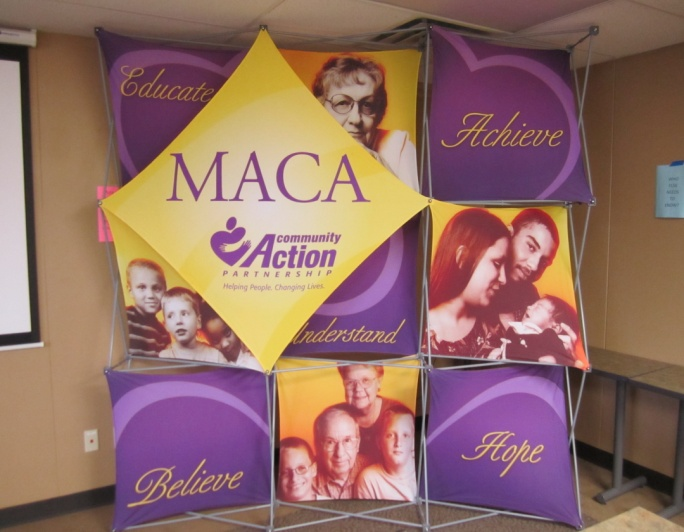 Educate
Achieve
MACA
community
Action
PARTNERSHIP
Helping People. Changing Lives.
Understand
Believe
Hope